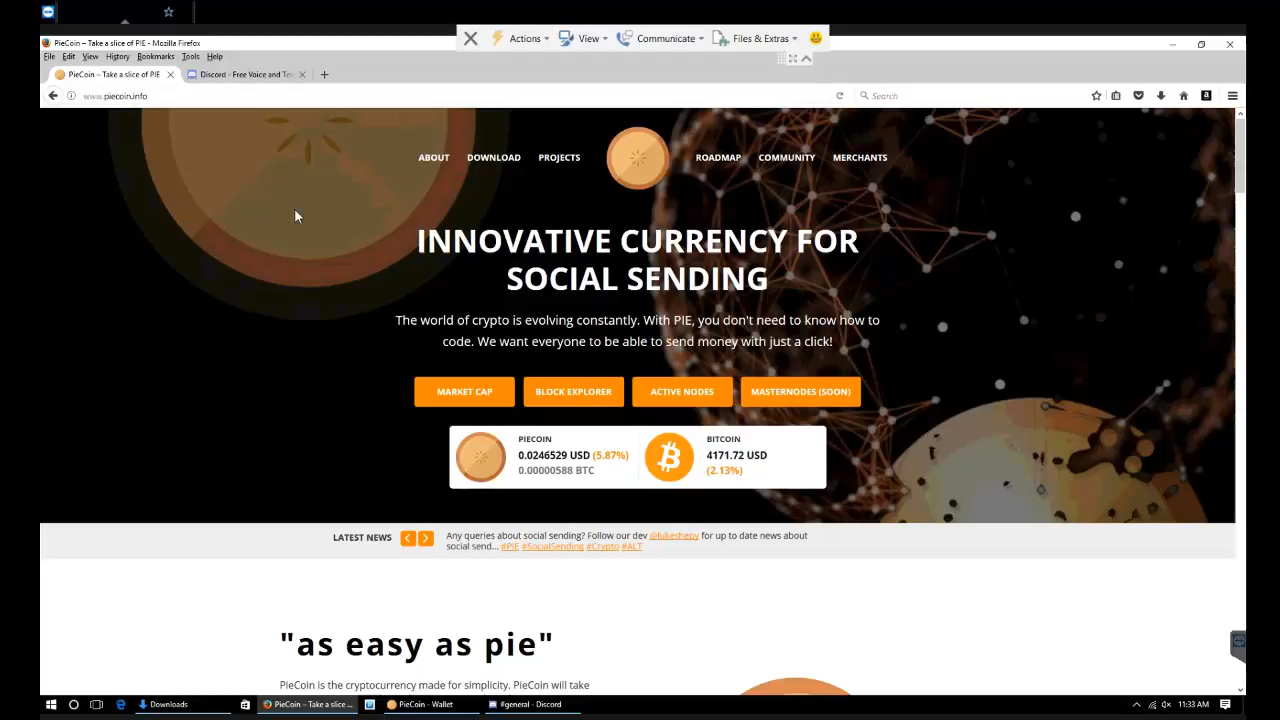 Actions
View
Communicate
Files & Extras
PieCoin – Take a slice of PIE - Mozilla Firefox
File Edit View History Bookmarks Tools Help
PieCoin – Take a slice of PIE
Discord - Free Voice and Tex
www.piecoin.info
Search
ABOUT DOWNLOAD PROJECTS ROADMAP COMMUNITY MERCHANTS
INNOVATIVE CURRENCY FOR
SOCIAL SENDING
The world of crypto is evolving constantly. With PIE, you don't need to know how to
code. We want everyone to be able to send money with just a click!
MARKET CAP BLOCK EXPLORER ACTIVE NODES MASTERNODES (SOON)
PIECOIN
0.0246529 USD (5.87%)
0.00000588 BTC
BITCOIN
4171.72 USD
(2.13%)
LATEST NEWS
Any queries about social sending? Follow our dev @lukeshepy for up to date news about
social send... #PIE #SocialSending #Crypto #ALT
"as easy as pie"
PieCoin is the cryptocurrency made for simplicity. PieCoin will take
Downloads
PieCoin – Take a slice ...
PieCoin - Wallet
#general - Discord
11:33 AM